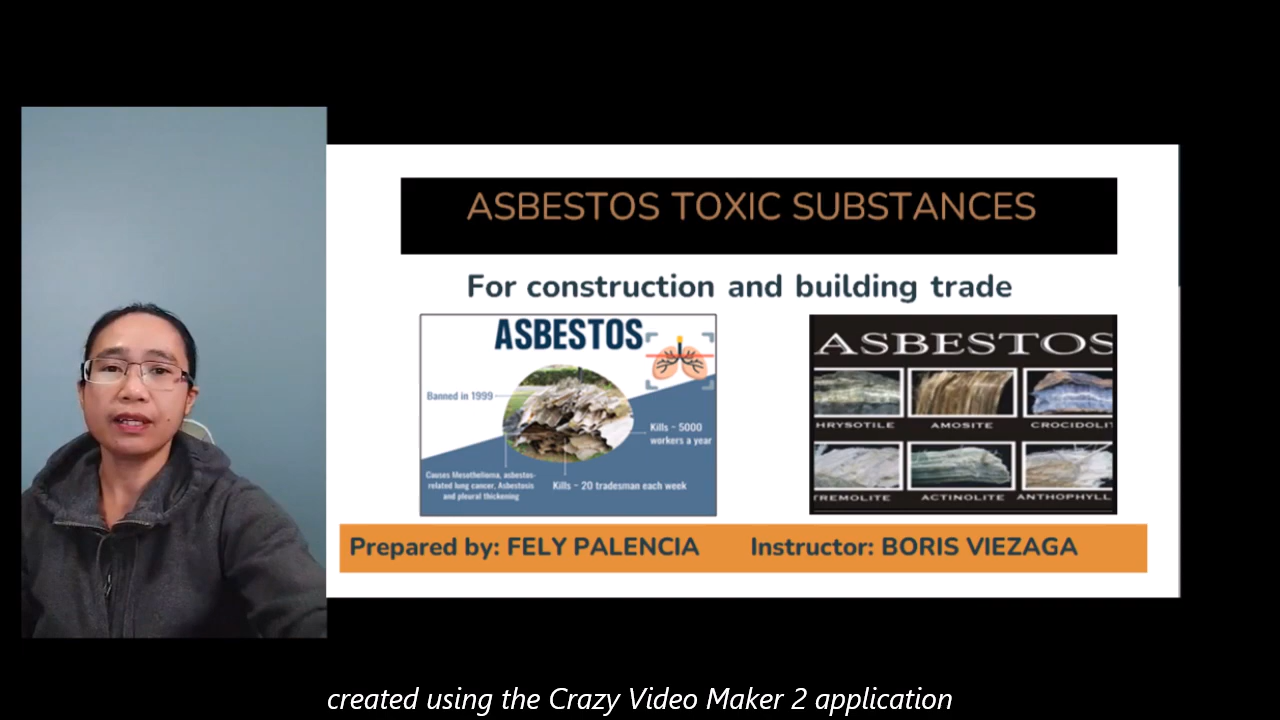 ASBESTOS TOXIC SUBSTANCES
For construction and building trade
ASBESTOS
Banned in 1999
Kills ~ 5000
workers a year
Causes Mesothelioma, asbestos-
related lung cancer, Asbestosis
and pleural thickening
Kills ~ 20 tradesman each week
ASBESTOS
HRYSOTILE AMOSITE CROCIDOLI
TREMOLITE ACTINOLITE ANTHOPHYLL
Prepared by: FELY PALENCIA Instructor: BORIS VIEZAGA
created using the Crazy Video Maker 2 application